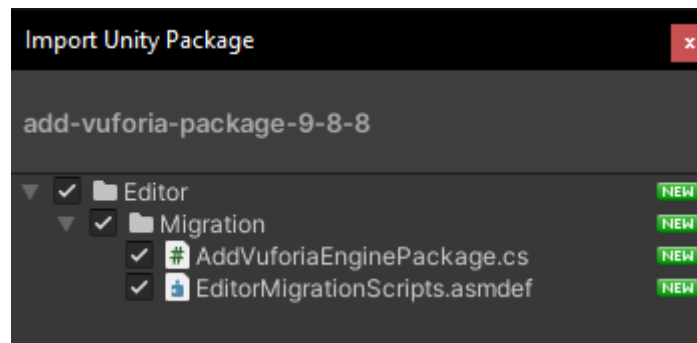 Import Unity Package
x
add-vuforia-package-9-8-8
Editor NEW
Migration NEW
# AddVuforiaEnginePackage.cs NEW
EditorMigrationScripts.asmdef NEW